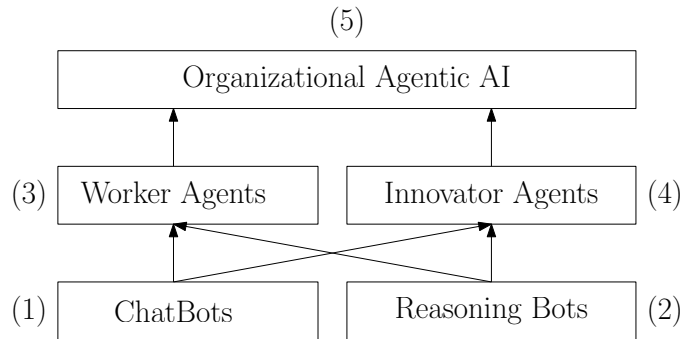 (5)
Organizational Agentic AI
(3) Worker Agents Innovator Agents (4)
(1) ChatBots Reasoning Bots (2)